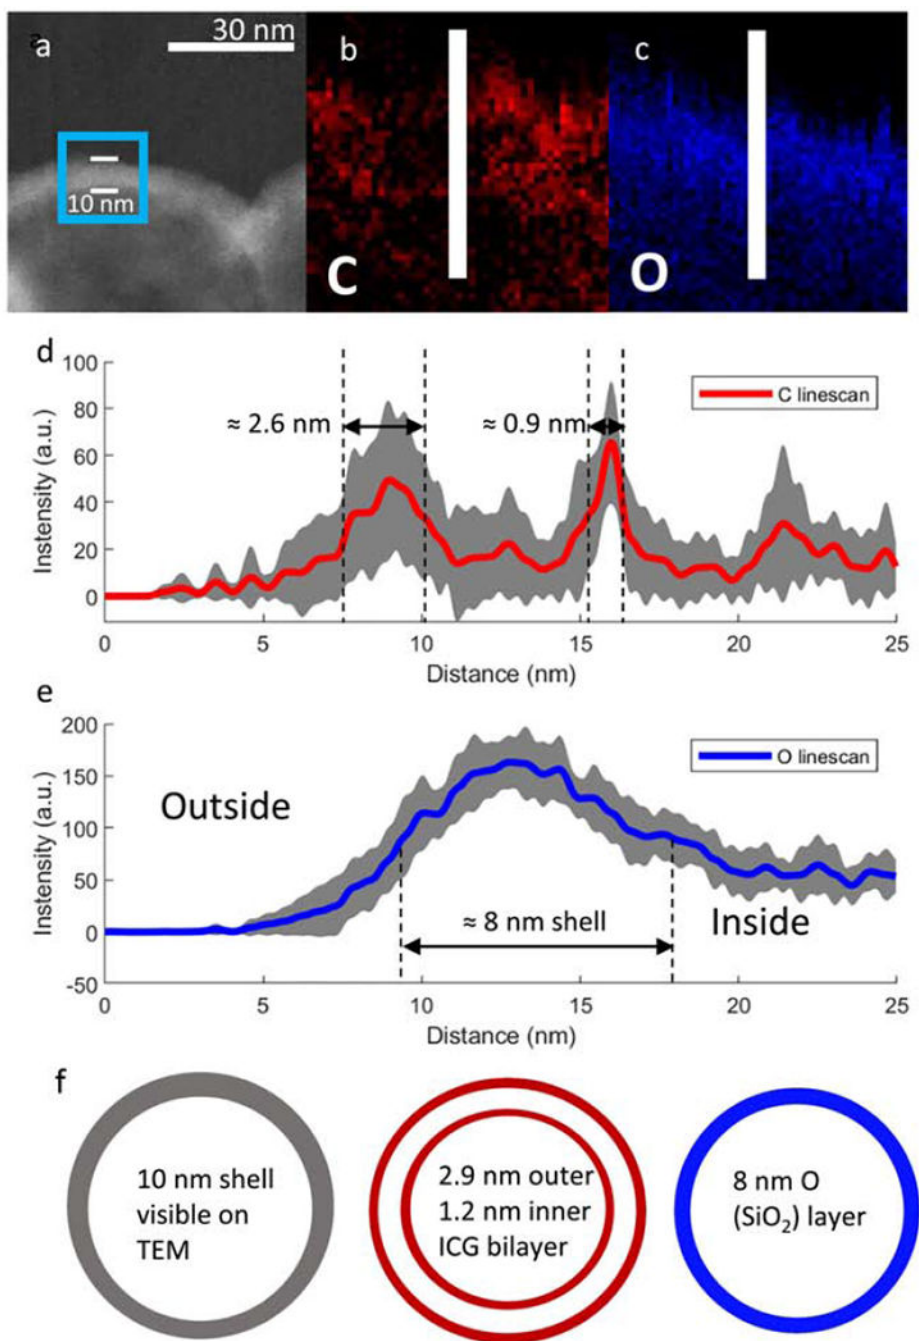 a
30 nm
10 nm
b
C
c
O
d
100
80
60
40
20
0
Instensity (a.u.)
≈ 2.6 nm
≈ 0.9 nm
C linescan
0 5 10 15 20 25
Distance (nm)
e
200
150
100
50
0
-50
Instensity (a.u.)
Outside
O linescan
≈ 8 nm shell
Inside
0 5 10 15 20 25
Distance (nm)
f
10 nm shell
visible on
TEM
2.9 nm outer
1.2 nm inner
ICG bilayer
8 nm O
(SiO₂) layer